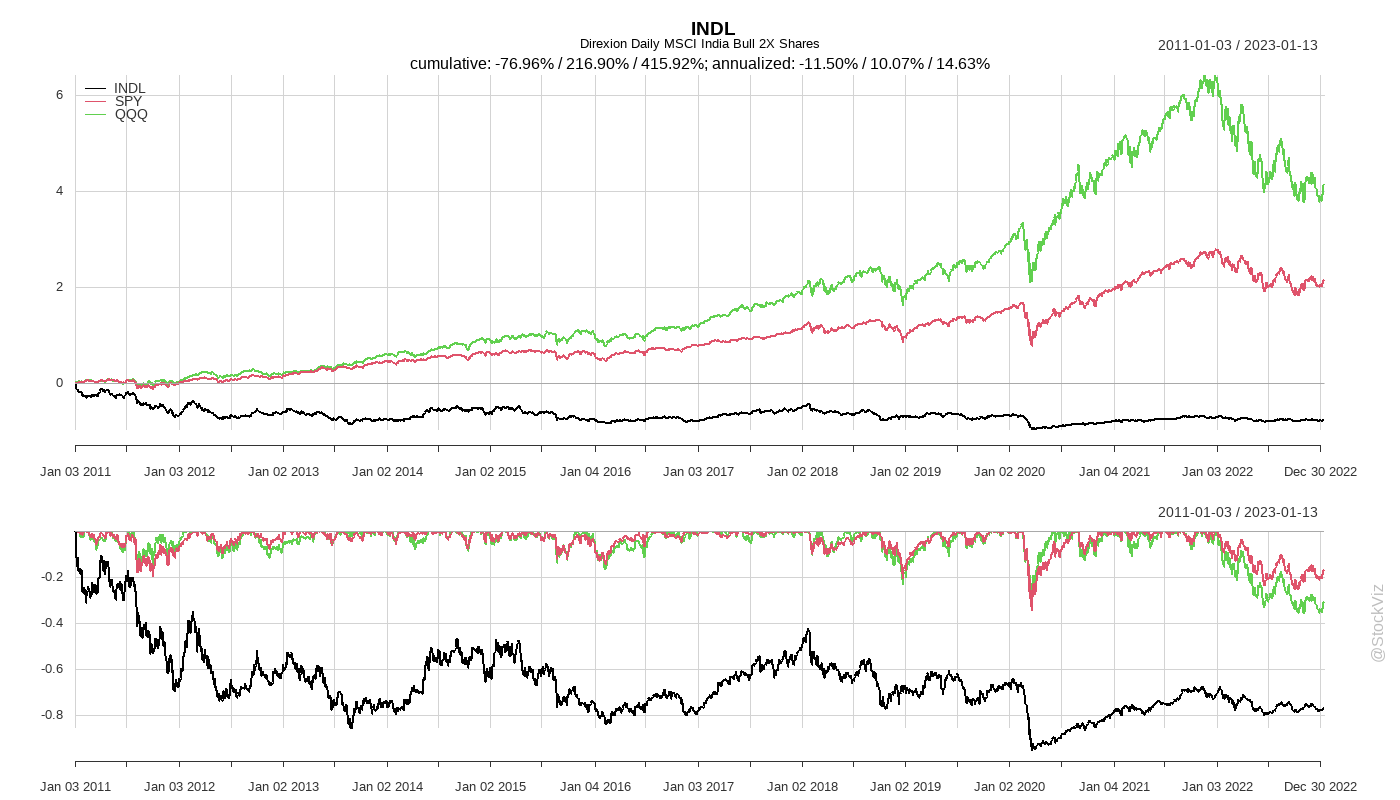 INDL
Direxion Daily MSCI India Bull 2X Shares
2011-01-03 / 2023-01-13
cumulative: -76.96% / 216.90% / 415.92%; annualized: -11.50% / 10.07% / 14.63%
INDL
SPY
QQQ
6
4
2
0
Jan 03 2011 Jan 03 2012 Jan 02 2013 Jan 02 2014 Jan 02 2015 Jan 04 2016 Jan 03 2017 Jan 02 2018 Jan 02 2019 Jan 02 2020 Jan 04 2021 Jan 03 2022 Dec 30 2022
2011-01-03 / 2023-01-13
-0.2
-0.4
-0.6
-0.8
Jan 03 2011 Jan 03 2012 Jan 02 2013 Jan 02 2014 Jan 02 2015 Jan 04 2016 Jan 03 2017 Jan 02 2018 Jan 02 2019 Jan 02 2020 Jan 04 2021 Jan 03 2022 Dec 30 2022
@StockViz